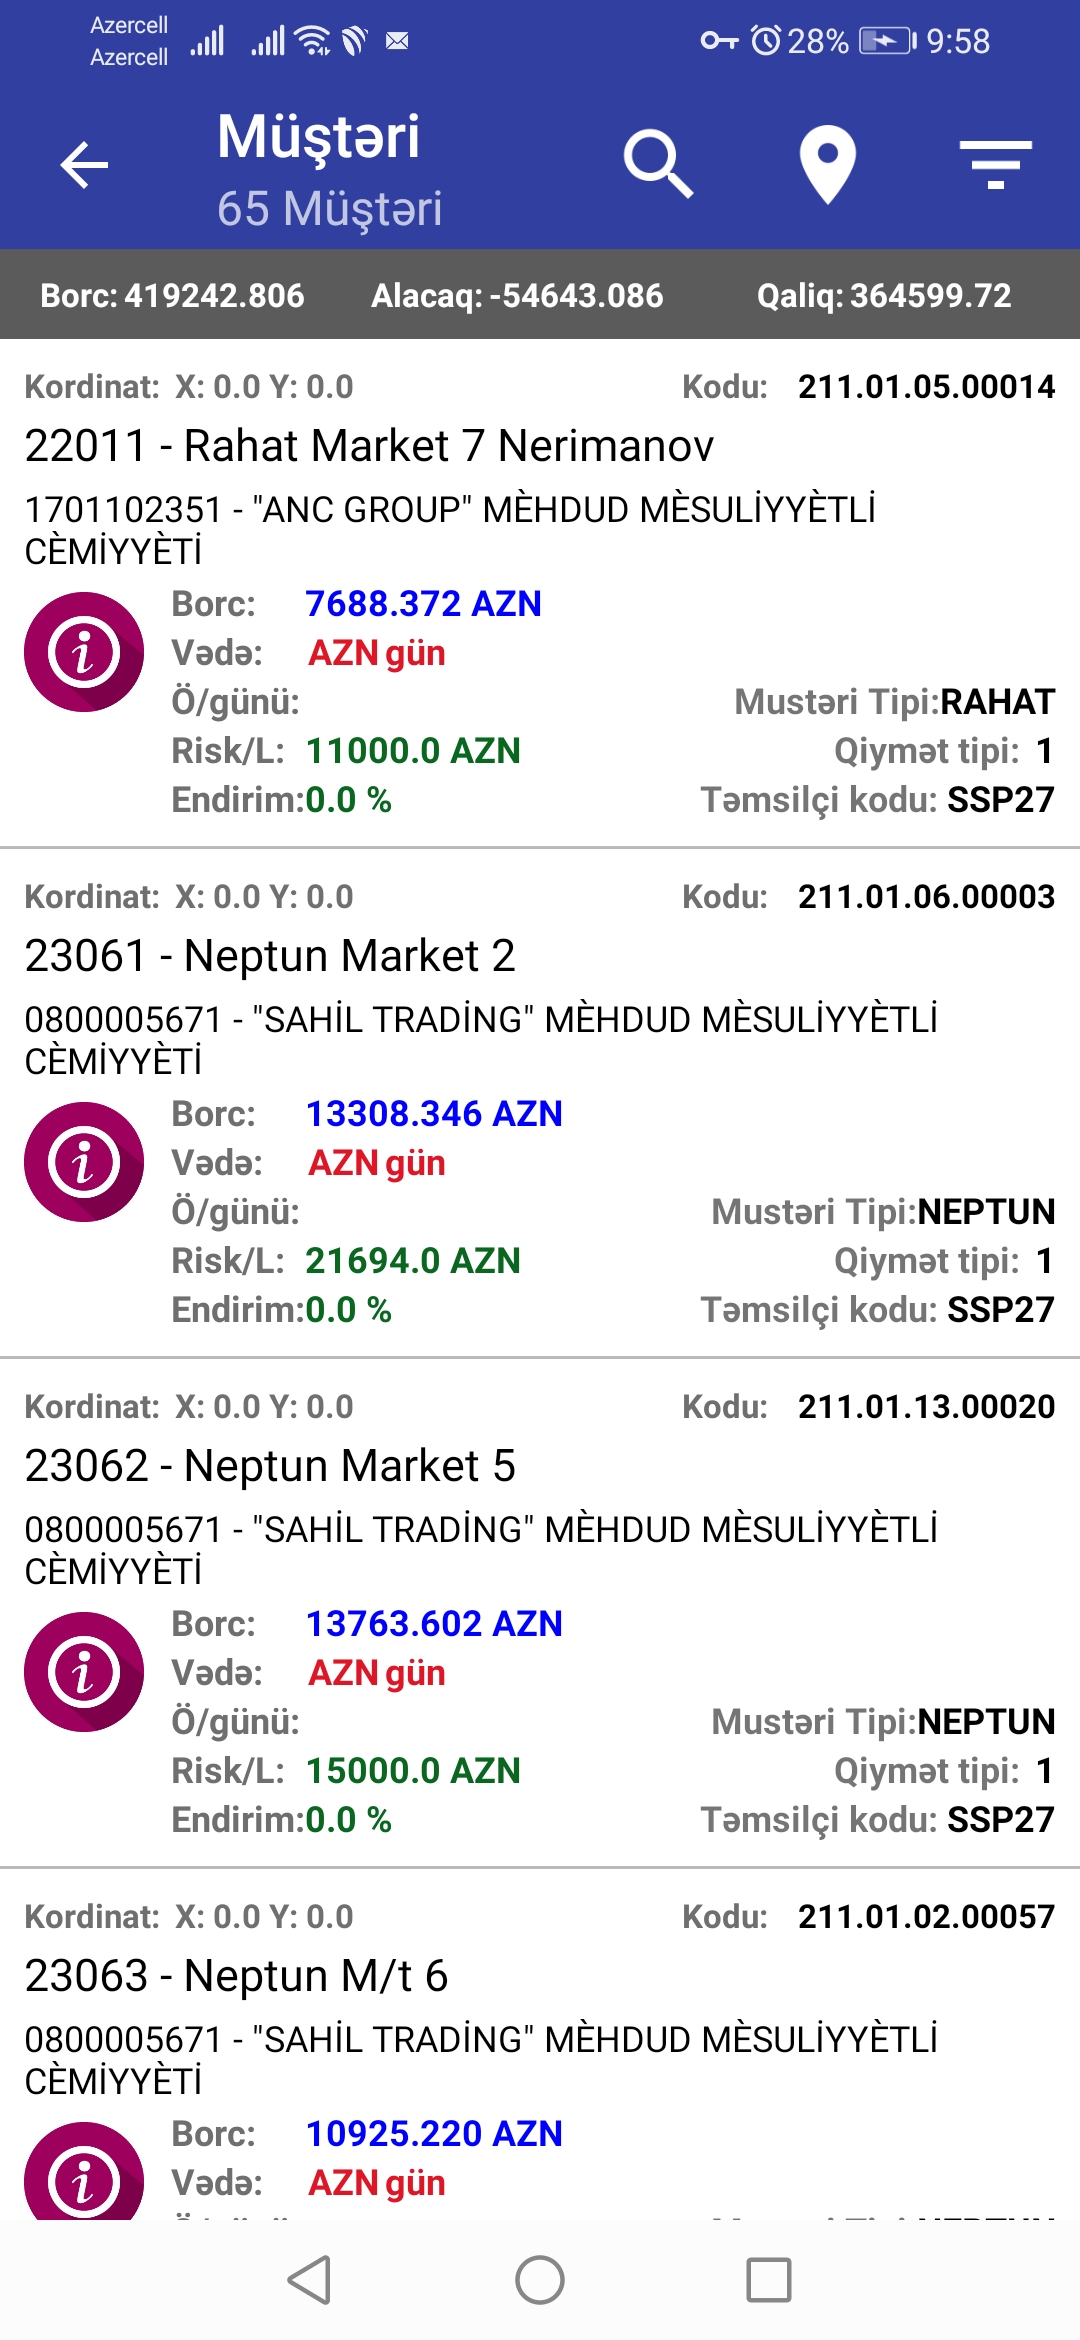 Azercell
Azercell
28% 9:58
Müştəri
65 Müştəri
Borc: 419242.806 Alacaq: -54643.086 Qaliq: 364599.72
Kordinat: X: 0.0 Y: 0.0 Kodu: 211.01.05.00014
22011 - Rahat Market 7 Nerimanov
1701102351 - "ANC GROUP" MÈHDUD MÈSULİYYÈTLİ
CÈMİYYÈTİ
Borc: 7688.372 AZN
Vədə: AZN gün
Ö/günü: Mustəri Tipi:RAHAT
Risk/L: 11000.0 AZN Qiymət tipi: 1
Endirim:0.0 % Təmsilçi kodu: SSP27
Kordinat: X: 0.0 Y: 0.0 Kodu: 211.01.06.00003
23061 - Neptun Market 2
0800005671 - "SAHİL TRADİNG" MÈHDUD MÈSULİYYÈTLİ
CÈMİYYÈTİ
Borc: 13308.346 AZN
Vədə: AZN gün
Ö/günü: Mustəri Tipi:NEPTUN
Risk/L: 21694.0 AZN Qiymət tipi: 1
Endirim:0.0 % Təmsilçi kodu: SSP27
Kordinat: X: 0.0 Y: 0.0 Kodu: 211.01.13.00020
23062 - Neptun Market 5
0800005671 - "SAHİL TRADİNG" MÈHDUD MÈSULİYYÈTLİ
CÈMİYYÈTİ
Borc: 13763.602 AZN
Vədə: AZN gün
Ö/günü: Mustəri Tipi:NEPTUN
Risk/L: 15000.0 AZN Qiymət tipi: 1
Endirim:0.0 % Təmsilçi kodu: SSP27
Kordinat: X: 0.0 Y: 0.0 Kodu: 211.01.02.00057
23063 - Neptun M/t 6
0800005671 - "SAHİL TRADİNG" MÈHDUD MÈSULİYYÈTLİ
CÈMİYYÈTİ
Borc: 10925.220 AZN
Vədə: AZN gün